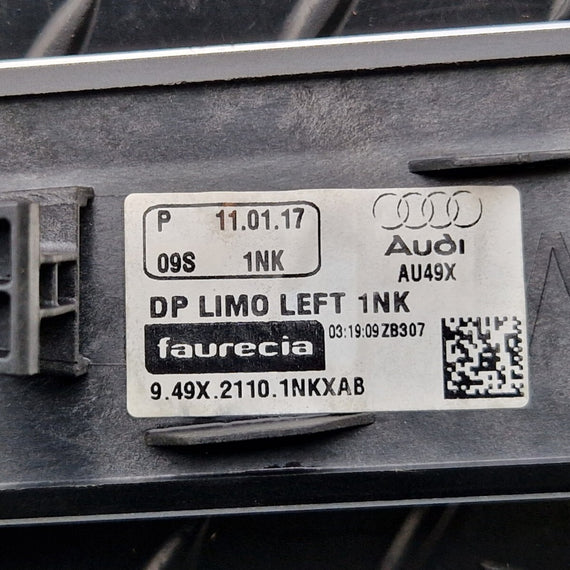 P 11.01.17
09S 1NK
Audi
AU49X
DP LIMO LEFT 1NK
faurecia
03:19:09 ZB307
9.49X.2110.1NKXAB